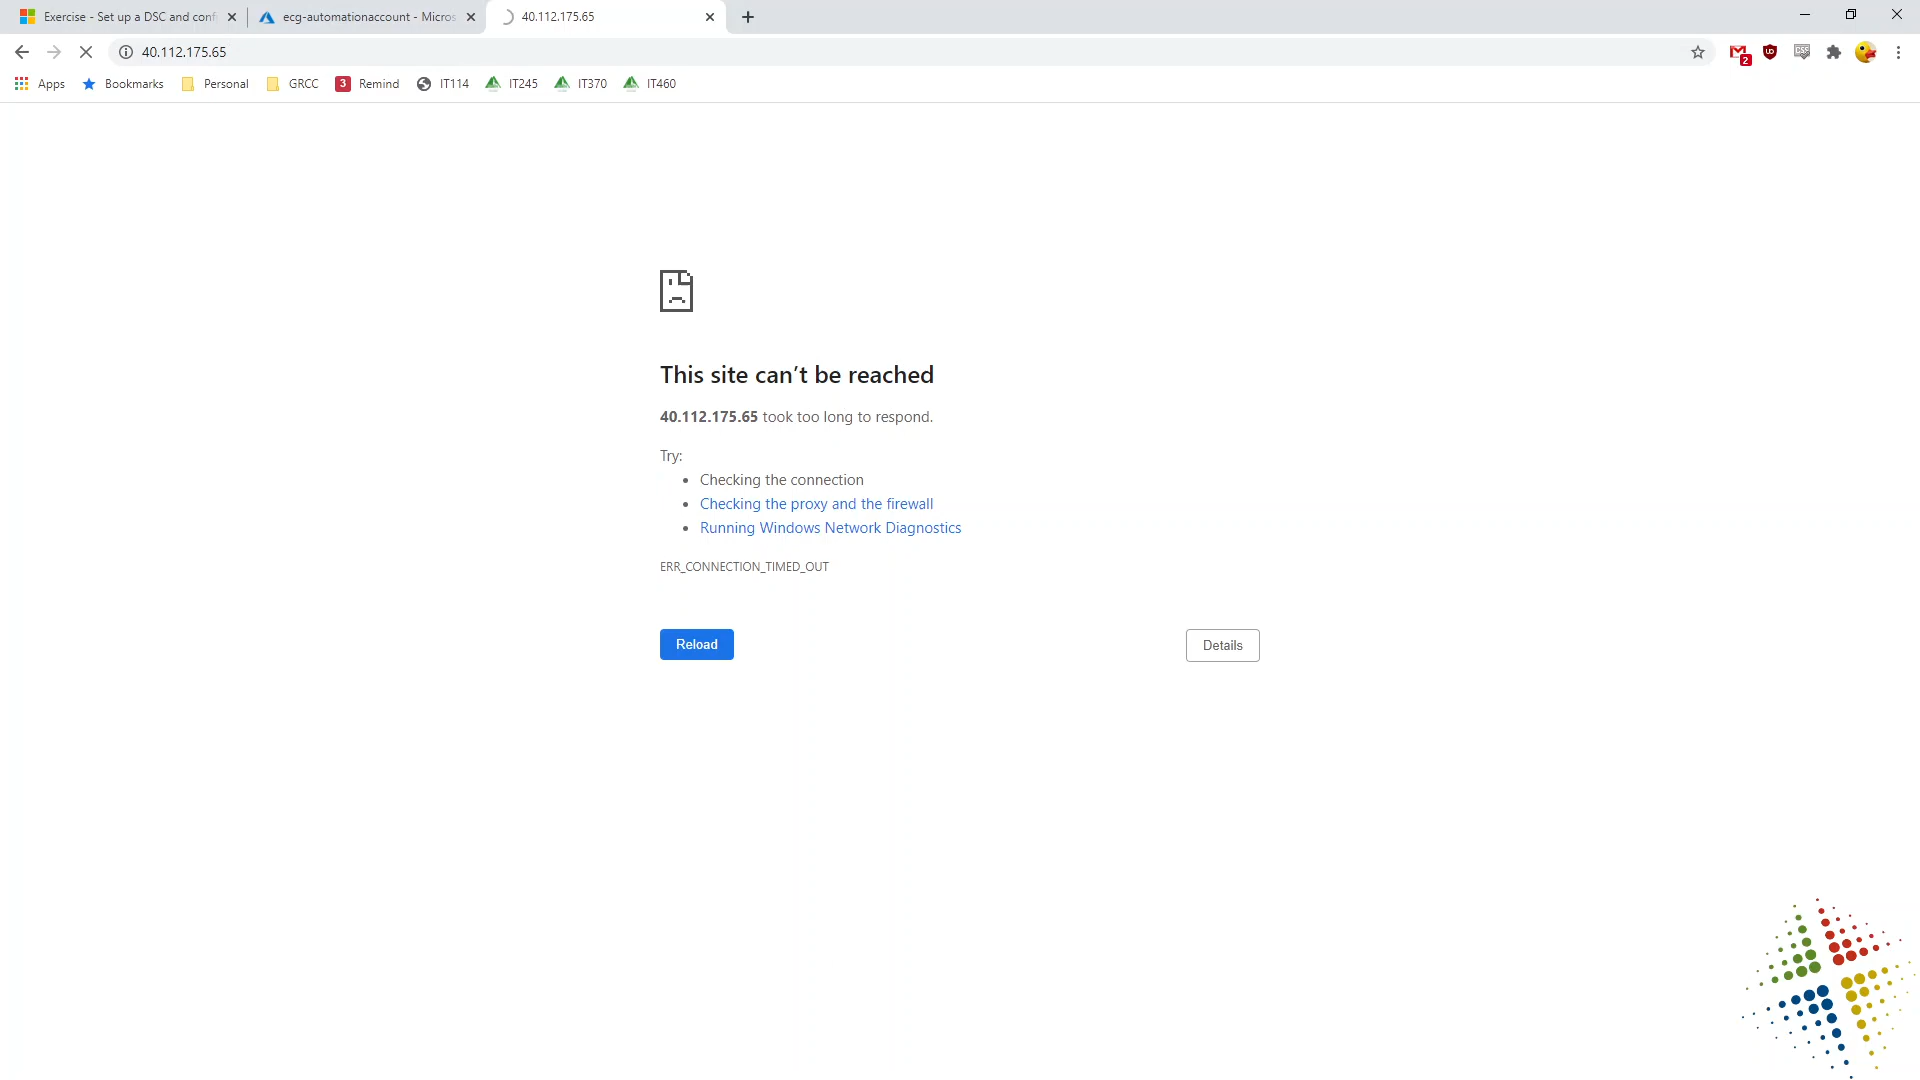 Exercise - Set up a DSC and conf
ecg-automationaccount - Micros
40.112.175.65
40.112.175.65
2
UD
CSS
Apps
Bookmarks
Personal
GRCC
3
Remind
IT114
IT245
IT370
IT460
This site can’t be reached
40.112.175.65 took too long to respond.
Try:
Checking the connection
Checking the proxy and the firewall
Running Windows Network Diagnostics
ERR_CONNECTION_TIMED_OUT
Reload
Details